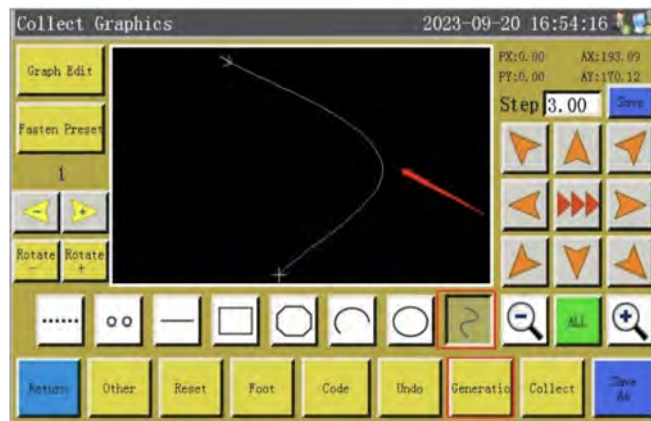 Collect Graphics 2023-09-20 16:54:16
Graph Edit
PX:0.00 AX:193.09
PY:0.00 AY:170.12
Step 3.00 Save
Fasten Preset
1
- +
Rotate - Rotate +
ALL
Return Other Reset Foot Code Undo Generatio Collect Save As